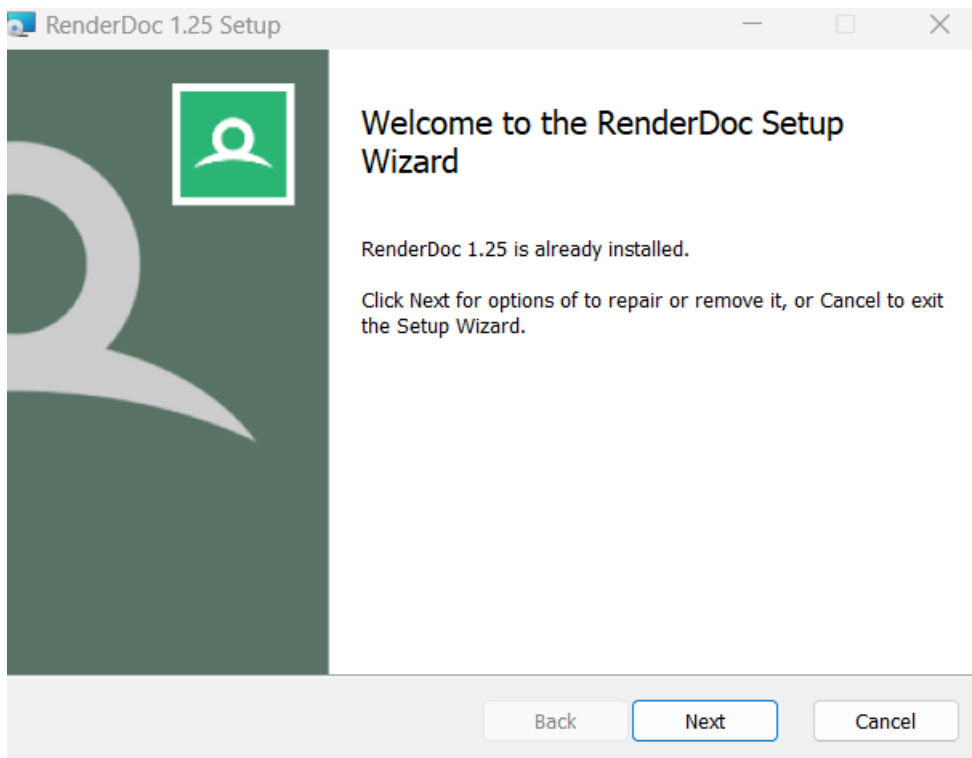 RenderDoc 1.25 Setup
Welcome to the RenderDoc Setup
Wizard
RenderDoc 1.25 is already installed.
Click Next for options of to repair or remove it, or Cancel to exit
the Setup Wizard.
Back
Next
Cancel